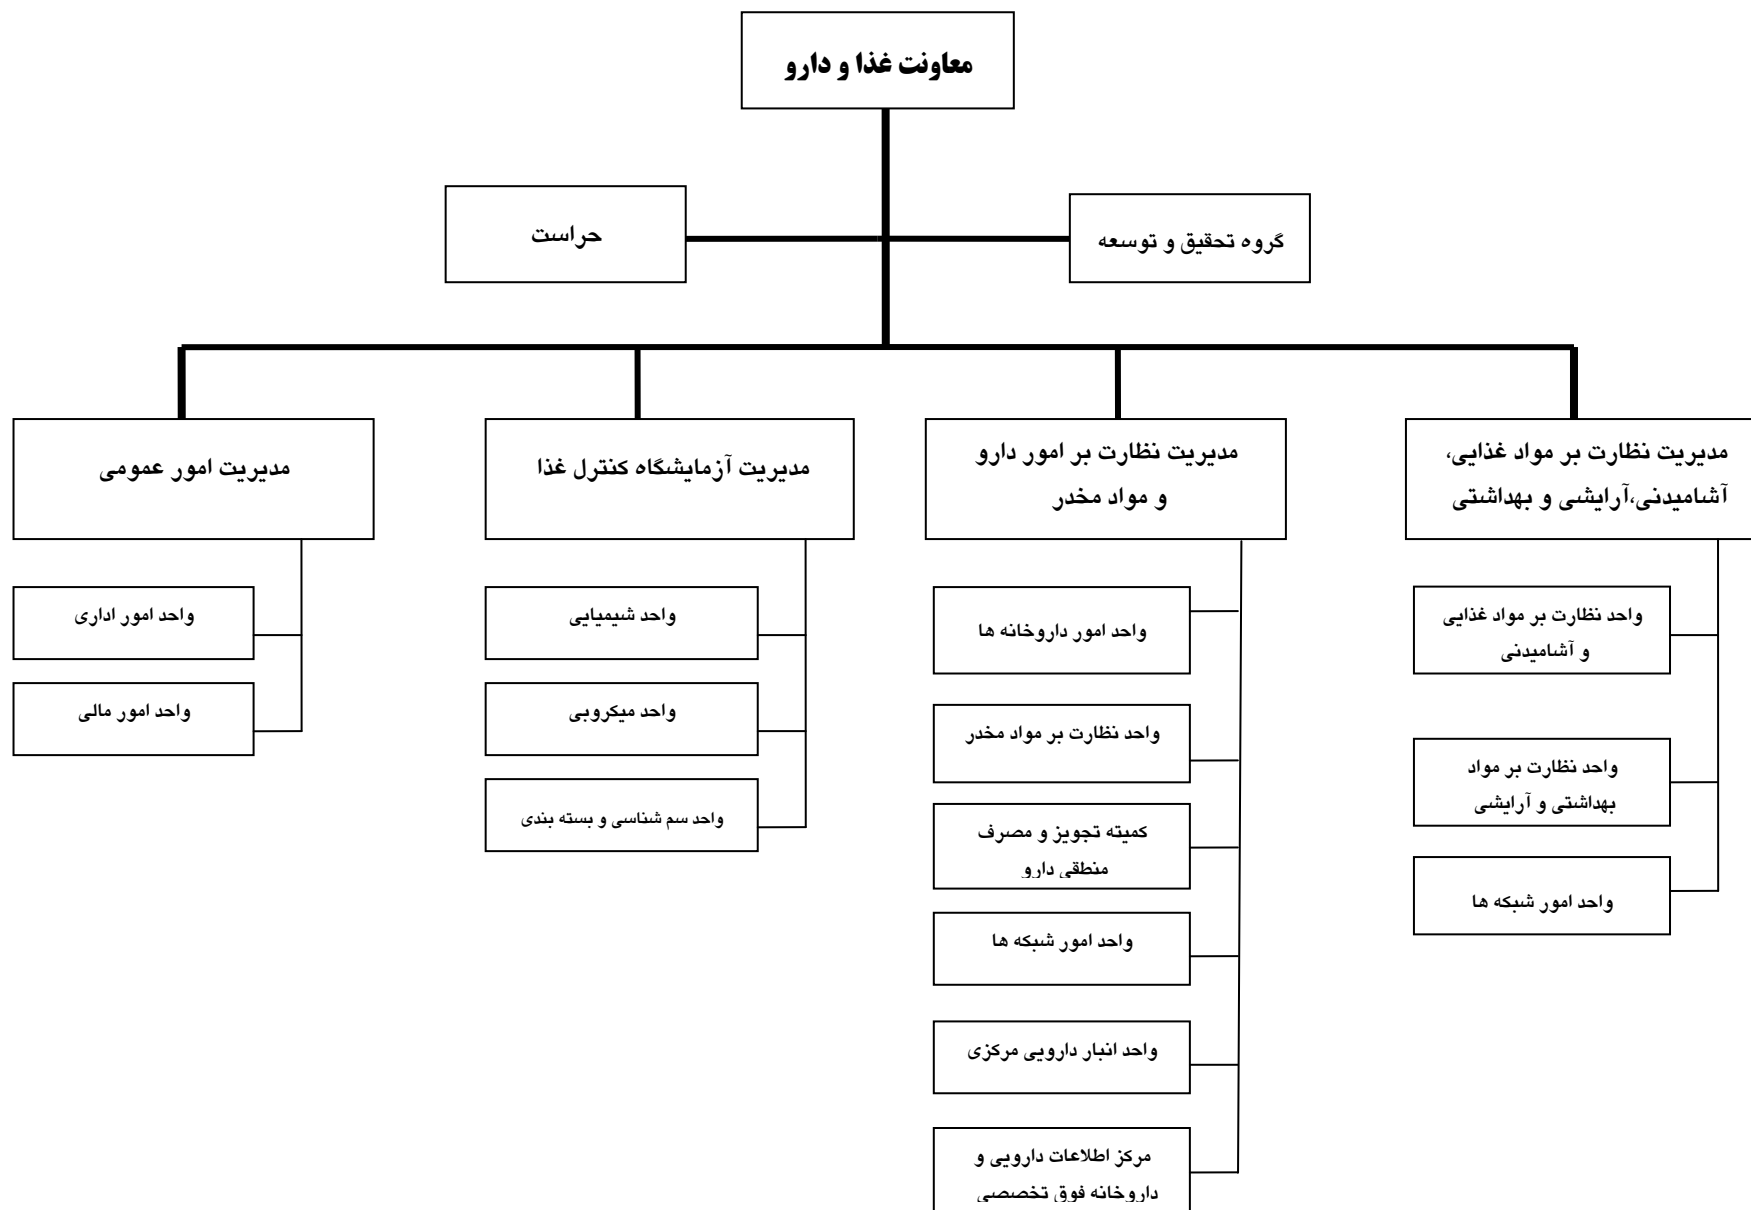 معاونت غذا و دارو
گروه تحقیق و توسعه
حراست
مدیریت نظارت بر مواد غذایی،
آشامیدنی،آرایشی و بهداشتی
واحد نظارت بر مواد غذایی
و آشامیدنی
واحد نظارت بر مواد
بهداشتی و آرایشی
واحد امور شبکه ها
مدیریت نظارت بر امور دارو
و مواد مخدر
واحد امور داروخانه ها
واحد نظارت بر مواد مخدر
کمیته تجویز و مصرف
منطقی دارو
واحد امور شبکه ها
واحد انبار دارویی مرکزی
مرکز اطلاعات دارویی و
داروخانه فوق تخصصی
مدیریت آزمایشگاه کنترل غذا
واحد شیمیایی
واحد میکروبی
واحد سم شناسی و بسته بندی
مدیریت امور عمومی
واحد امور اداری
واحد امور مالی